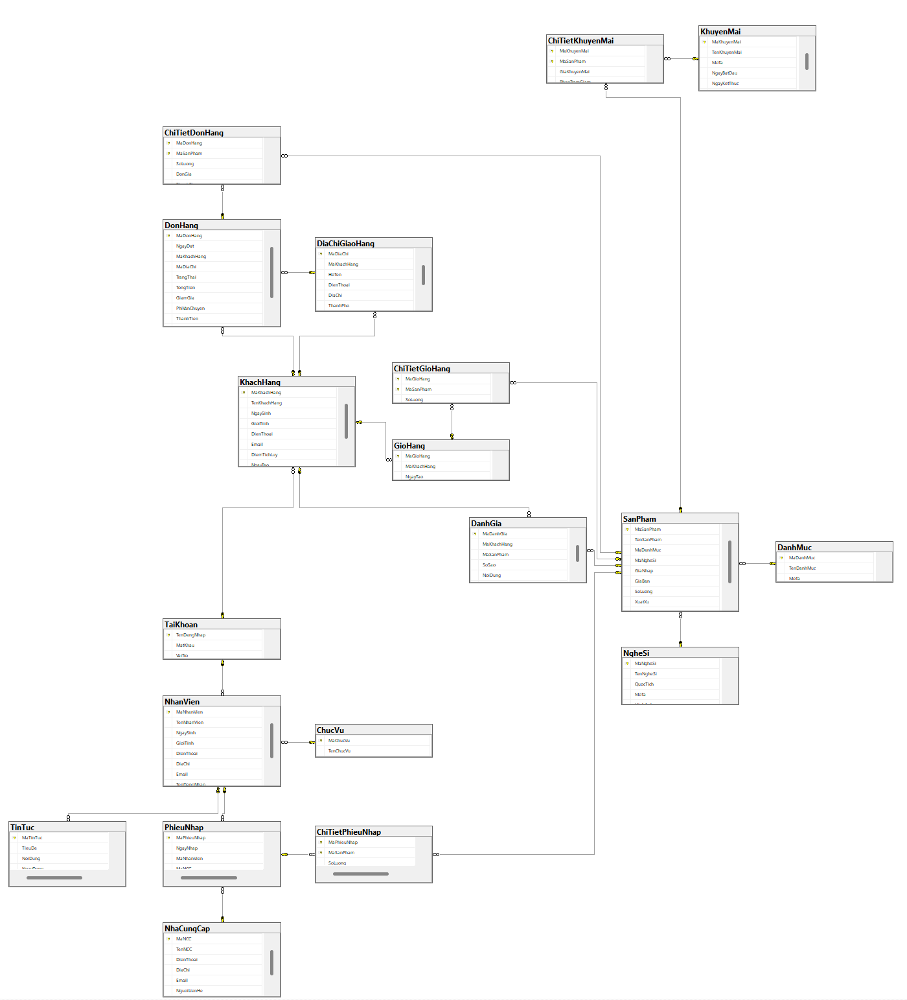 KhuyenMai
MaKhuyenMai
TenKhuyenMai
MoTa
NgayBatDau
NgayKetThuc
ChiTietKhuyenMai
MaKhuyenMai
MaSanPham
GiaKhuyenMai
PhanTramGiam
ChiTietDonHang
MaDonHang
MaSanPham
SoLuong
DonGia
DonHang
MaDonHang
NgayDat
MaKhachHang
MaDiaChi
TrangThai
TongTien
GiamGia
PhiVanChuyen
ThanhTien
DiaChiGiaoHang
MaDiaChi
MaKhachHang
HoTen
DienThoai
DiaChi
ThanhPho
KhachHang
MaKhachHang
TenKhachHang
NgaySinh
GioiTinh
DienThoai
Email
DiemTichLuy
NgayTao
ChiTietGioHang
MaGioHang
MaSanPham
SoLuong
GioHang
MaGioHang
MaKhachHang
NgayTao
DanhGia
MaDanhGia
MaKhachHang
MaSanPham
SoSao
NoiDung
SanPham
MaSanPham
TenSanPham
MaDanhMuc
MaNgheSi
GiaNhap
GiaBan
SoLuong
XuatXu
DanhMuc
MaDanhMuc
TenDanhMuc
MoTa
TaiKhoan
TenDangNhap
MatKhau
VaiTro
NgheSi
MaNgheSi
TenNgheSi
QuocTich
MoTa
NhanVien
MaNhanVien
TenNhanVien
NgaySinh
GioiTinh
DienThoai
DiaChi
Email
TenDangNhap
ChucVu
MaChucVu
TenChucVu
TinTuc
MaTinTuc
TieuDe
NoiDung
NgayDang
PhieuNhap
MaPhieuNhap
NgayNhap
MaNhanVien
MaNCC
ChiTietPhieuNhap
MaPhieuNhap
MaSanPham
SoLuong
NhaCungCap
MaNCC
TenNCC
DienThoai
DiaChi
Email
NguoiLienHe